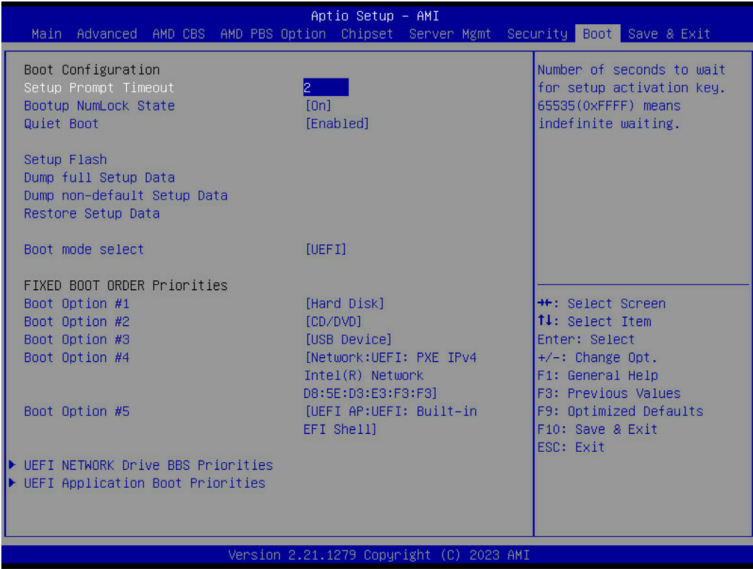 Aptio Setup – AMI
Main Advanced AMD CBS AMD PBS Option Chipset Server Mgmt Security Boot Save & Exit
Boot Configuration
Setup Prompt Timeout 2
Bootup NumLock State [On]
Quiet Boot [Enabled]
Setup Flash
Dump full Setup Data
Dump non-default Setup Data
Restore Setup Data
Boot mode select [UEFI]
FIXED BOOT ORDER Priorities
Boot Option #1 [Hard Disk]
Boot Option #2 [CD/DVD]
Boot Option #3 [USB Device]
Boot Option #4 [Network:UEFI: PXE IPv4
Intel(R) Network
D8:5E:D3:E3:F3:F3]
Boot Option #5 [UEFI AP:UEFI: Built-in
EFI Shell]
UEFI NETWORK Drive BBS Priorities
UEFI Application Boot Priorities
Number of seconds to wait
for setup activation key.
65535(0xFFFF) means
indefinite waiting.
→←: Select Screen
↑↓: Select Item
Enter: Select
+/-: Change Opt.
F1: General Help
F3: Previous Values
F9: Optimized Defaults
F10: Save & Exit
ESC: Exit
Version 2.21.1279 Copyright (C) 2023 AMI